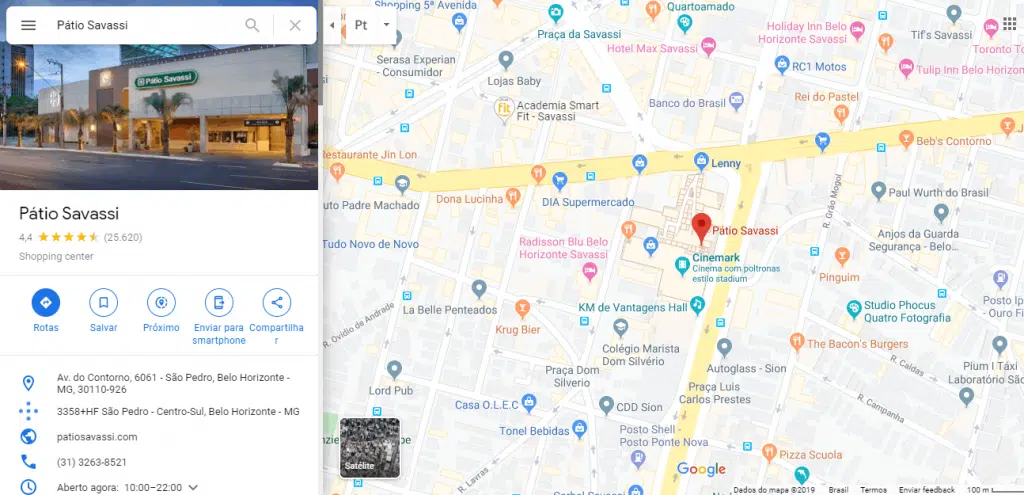 Pátio Savassi
Pátio Savassi
Pátio Savassi
4,4
(25.620)
Shopping center
Rotas
Salvar
Próximo
Enviar para
smartphone
Compartilha
r
Av. do Contorno, 6061 - São Pedro, Belo Horizonte -
MG, 30110-926
3358+HF São Pedro - Centro-Sul, Belo Horizonte - MG
patiosavassi.com
(31) 3263-8521
Aberto agora: 10:00–22:00
Pt
Shopping 5ª Avenida
Quartoamado
Praça da Savassi
Holiday Inn Belo
Horizonte Savassi
Tif's Savassi
Hotel Max Savassi
Toronto To
Serasa Experian
- Consumidor
Lojas Baby
RC1 Motos
Tulip Inn Belo Horizon
fit
Academia Smart
Fit - Savassi
Banco do Brasil
Rei do Pastel
Beb's Contorno
Restaurante Jin Lon
Lenny
uto Padre Machado
Dona Lucinha
DIA Supermercado
R. Grão Mogol
Paul Wurth do Brasil
Pátio Savassi
Anjos da Guarda
Segurança - Belo...
Tudo Novo de Novo
Radisson Blu Belo
Horizonte Savassi
Cinemark
Cinema com poltronas
estilo stadium
Pinguim
La Belle Penteados
KM de Vantagens Hall
Studio Phocus
Quatro Fotografia
Posto Ip
Ouro Fi
R. Ovídio de Andrade
Krug Bier
Colégio Marista
Dom Silvério
The Bacon's Burgers
R. Caldas
Praça Dom
Silverio
Autoglass - Sion
Pium I Táxi
Laboratório São
Lord Pub
Praça Luis
Carlos Prestes
R. Campanha
Casa O.L.E.C
CDD Sion
Tonel Bebidas
Posto Shell -
Posto Ponte Nova
Pizza Scula
Satélite
R. Lavras
Google
Sorbal Savassi
Dados do mapa ©2019
Brasil
Termos
Enviar feedback
100 m